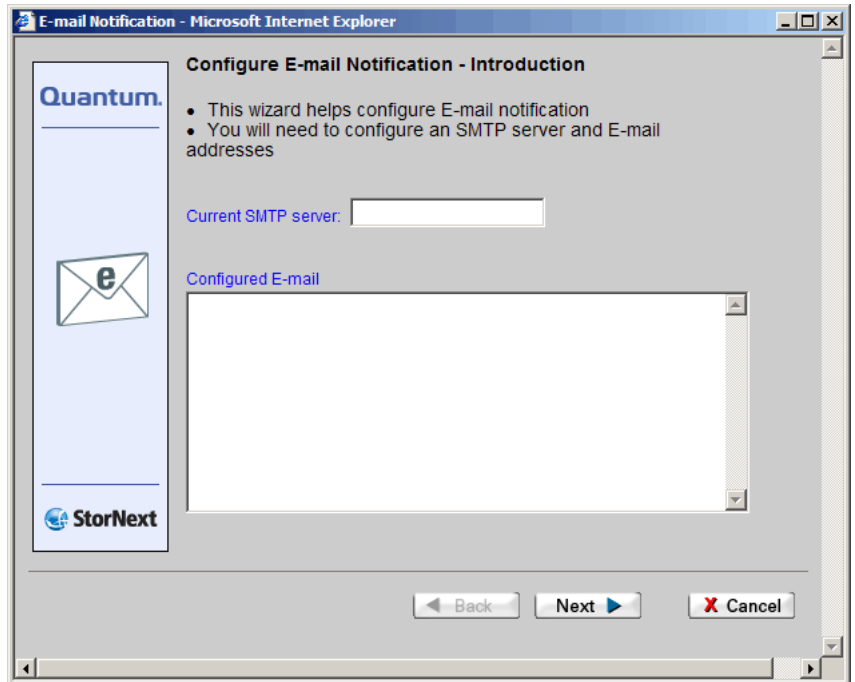 E-mail Notification - Microsoft Internet Explorer
Quantum.
Configure E-mail Notification - Introduction
• This wizard helps configure E-mail notification
• You will need to configure an SMTP server and E-mail
addresses
Current SMTP server:
e
Configured E-mail
StorNext
Back
Next
X Cancel